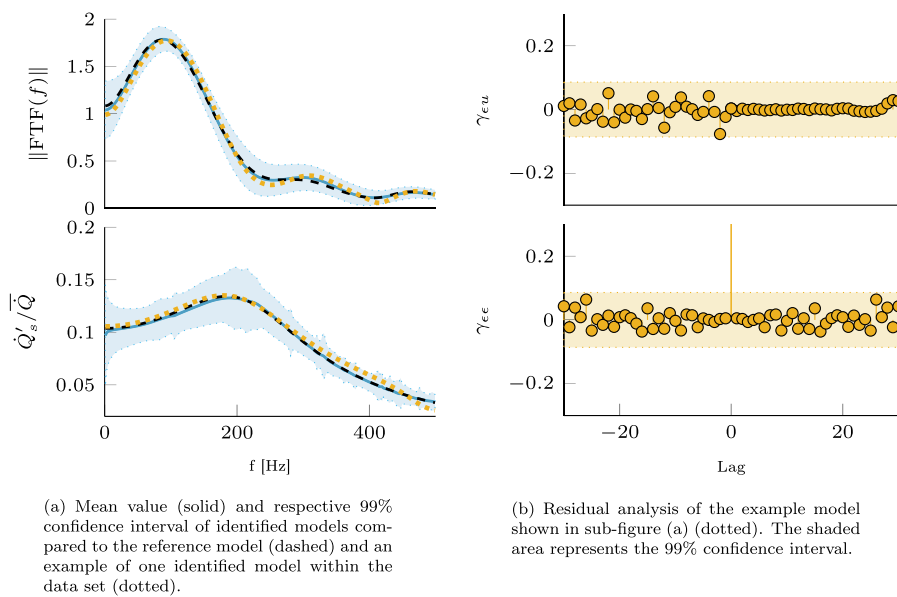 2
1.5
1
0.5
0
‖FTF(f)‖
0.2
0.15
0.1
0.05
Q̇′ₛ/Q̇̅
0
200
400
f [Hz]
0.2
0
−0.2
γϵu
0.2
0
−0.2
γϵϵ
−20
0
20
Lag
(a) Mean value (solid) and respective 99%
confidence interval of identified models com-
pared to the reference model (dashed) and an
example of one identified model within the
data set (dotted).
(b) Residual analysis of the example model
shown in sub-figure (a) (dotted). The shaded
area represents the 99% confidence interval.